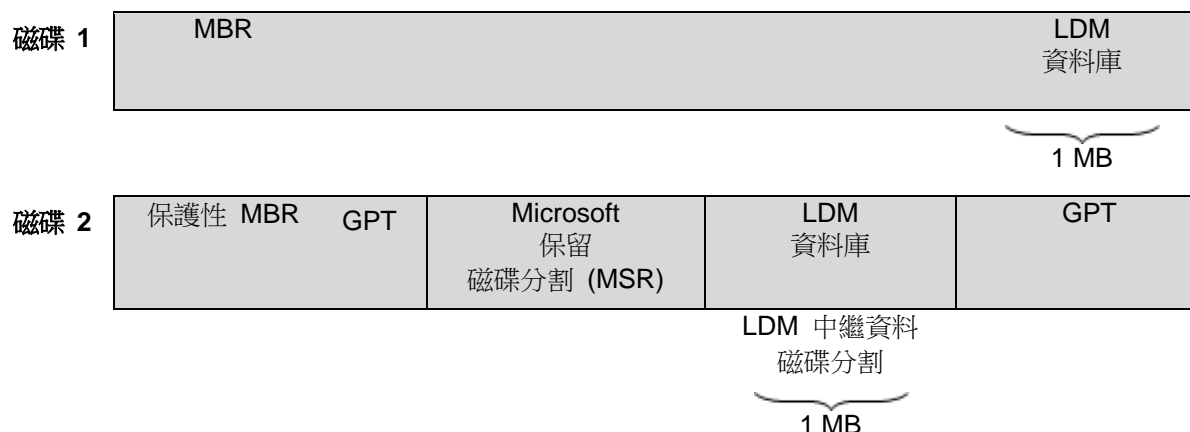 磁碟 1
MBR
LDM
資料庫
1 MB
磁碟 2
保護性 MBR
GPT
Microsoft
保留
磁碟分割 (MSR)
LDM
資料庫
GPT
LDM 中繼資料
磁碟分割
1 MB